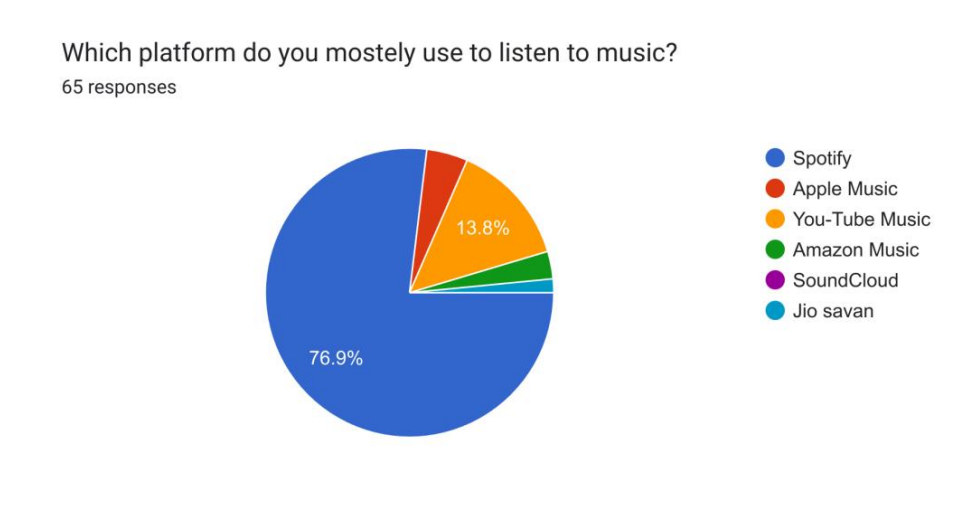 Which platform do you mostely use to listen to music?
65 responses
13.8%
76.9%
Spotify
Apple Music
You-Tube Music
Amazon Music
SoundCloud
Jio savan